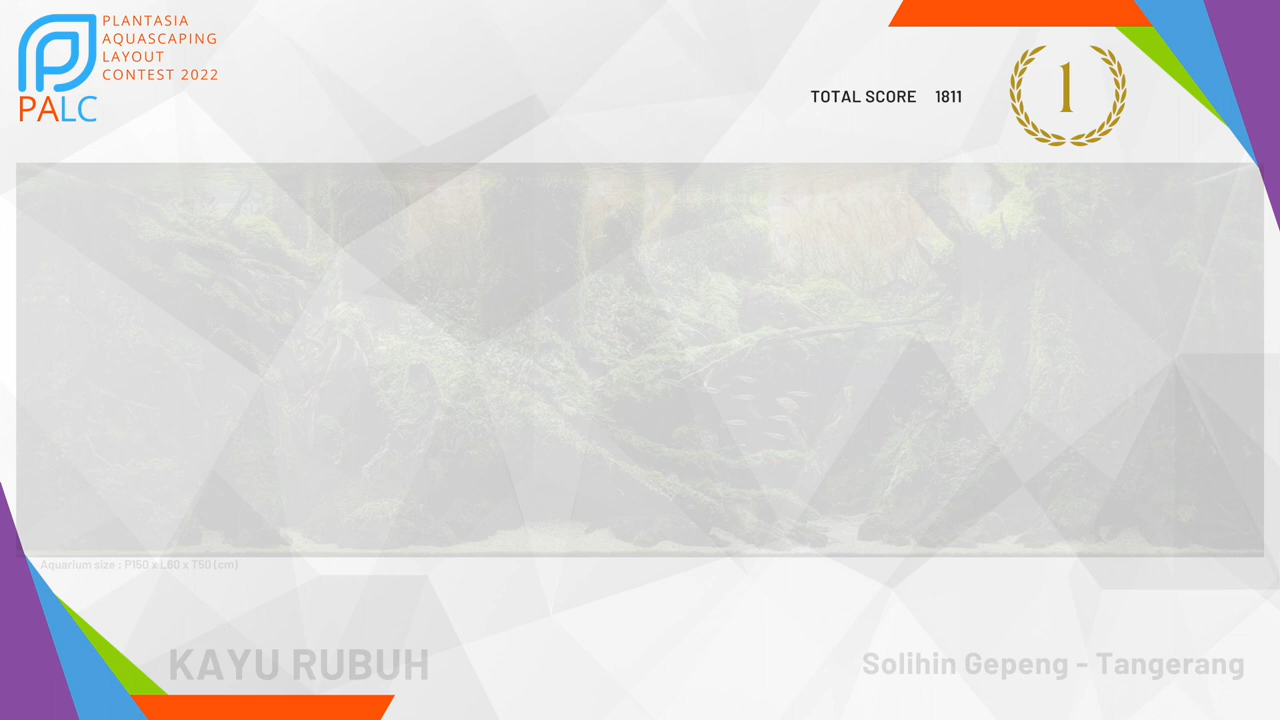 PLANTASIA
AQUASCAPING
LAYOUT
CONTEST 2022
PALC
TOTAL SCORE 1811
1
Aquarium size : P150 x L60 x T50 (cm)
KAYU RUBUH
Solihin Gepeng - Tangerang